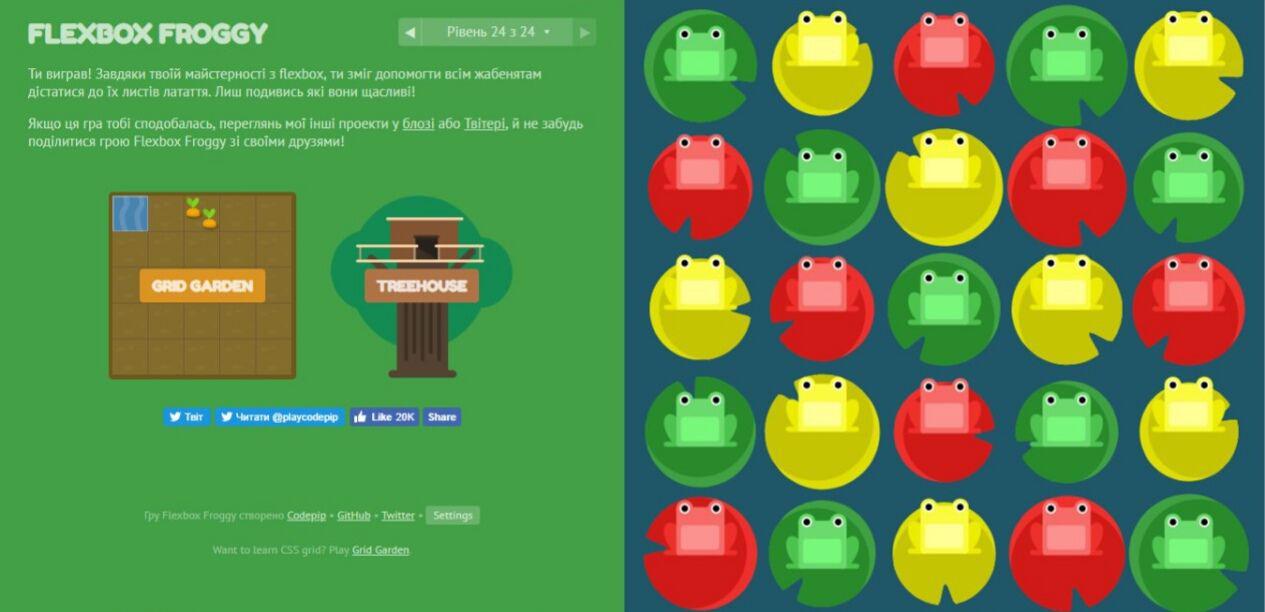 FLEXBOX FROGGY
◀ Рівень 24 з 24 ▾ ▶
Ти виграв! Завдяки твоїй майстерності з flexbox, ти зміг допомогти всім жабенятам
дістатися до їх листів латаття. Лиш подивись які вони щасливі!
Якщо ця гра тобі сподобалась, переглянь мої інші проекти у блозі або Твітері, й не забудь
поділитися грою Flexbox Froggy зі своїми друзями!
GRID GARDEN
TREEHOUSE
Твіт
Читати @playcodepip
Like 20K
Share
Гру Flexbox Froggy створено Codepip • GitHub • Twitter • Settings
Want to learn CSS grid? Play Grid Garden.